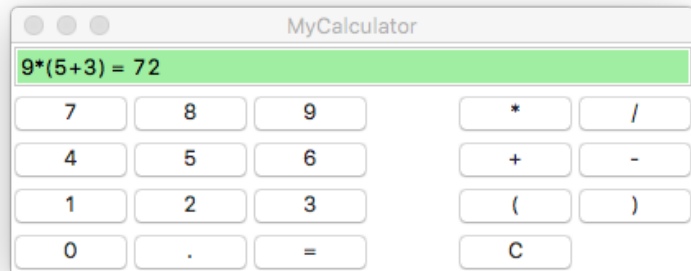 MyCalculator
9*(5+3) = 72
7 8 9 * /
4 5 6 + -
1 2 3 ( )
0 . = C